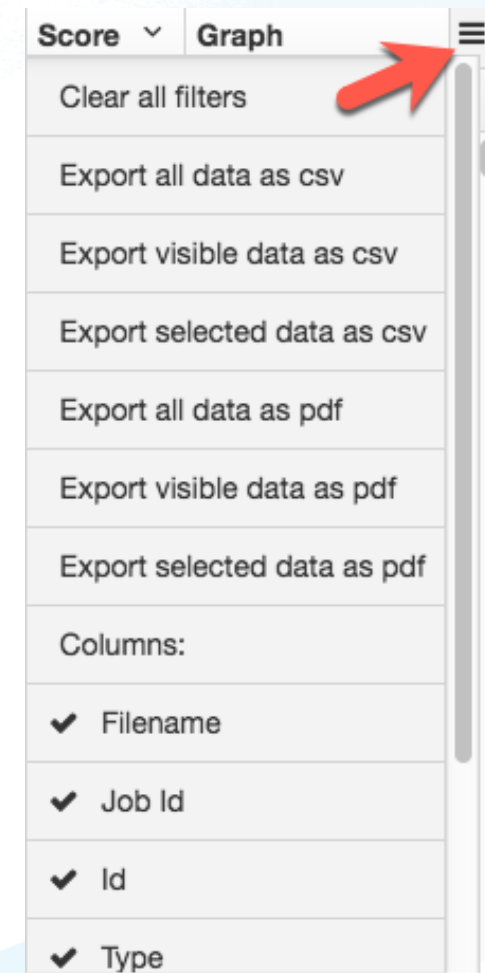 Score Graph
Clear all filters
Export all data as csv
Export visible data as csv
Export selected data as csv
Export all data as pdf
Export visible data as pdf
Export selected data as pdf
Columns:
Filename
Job Id
Id
Type